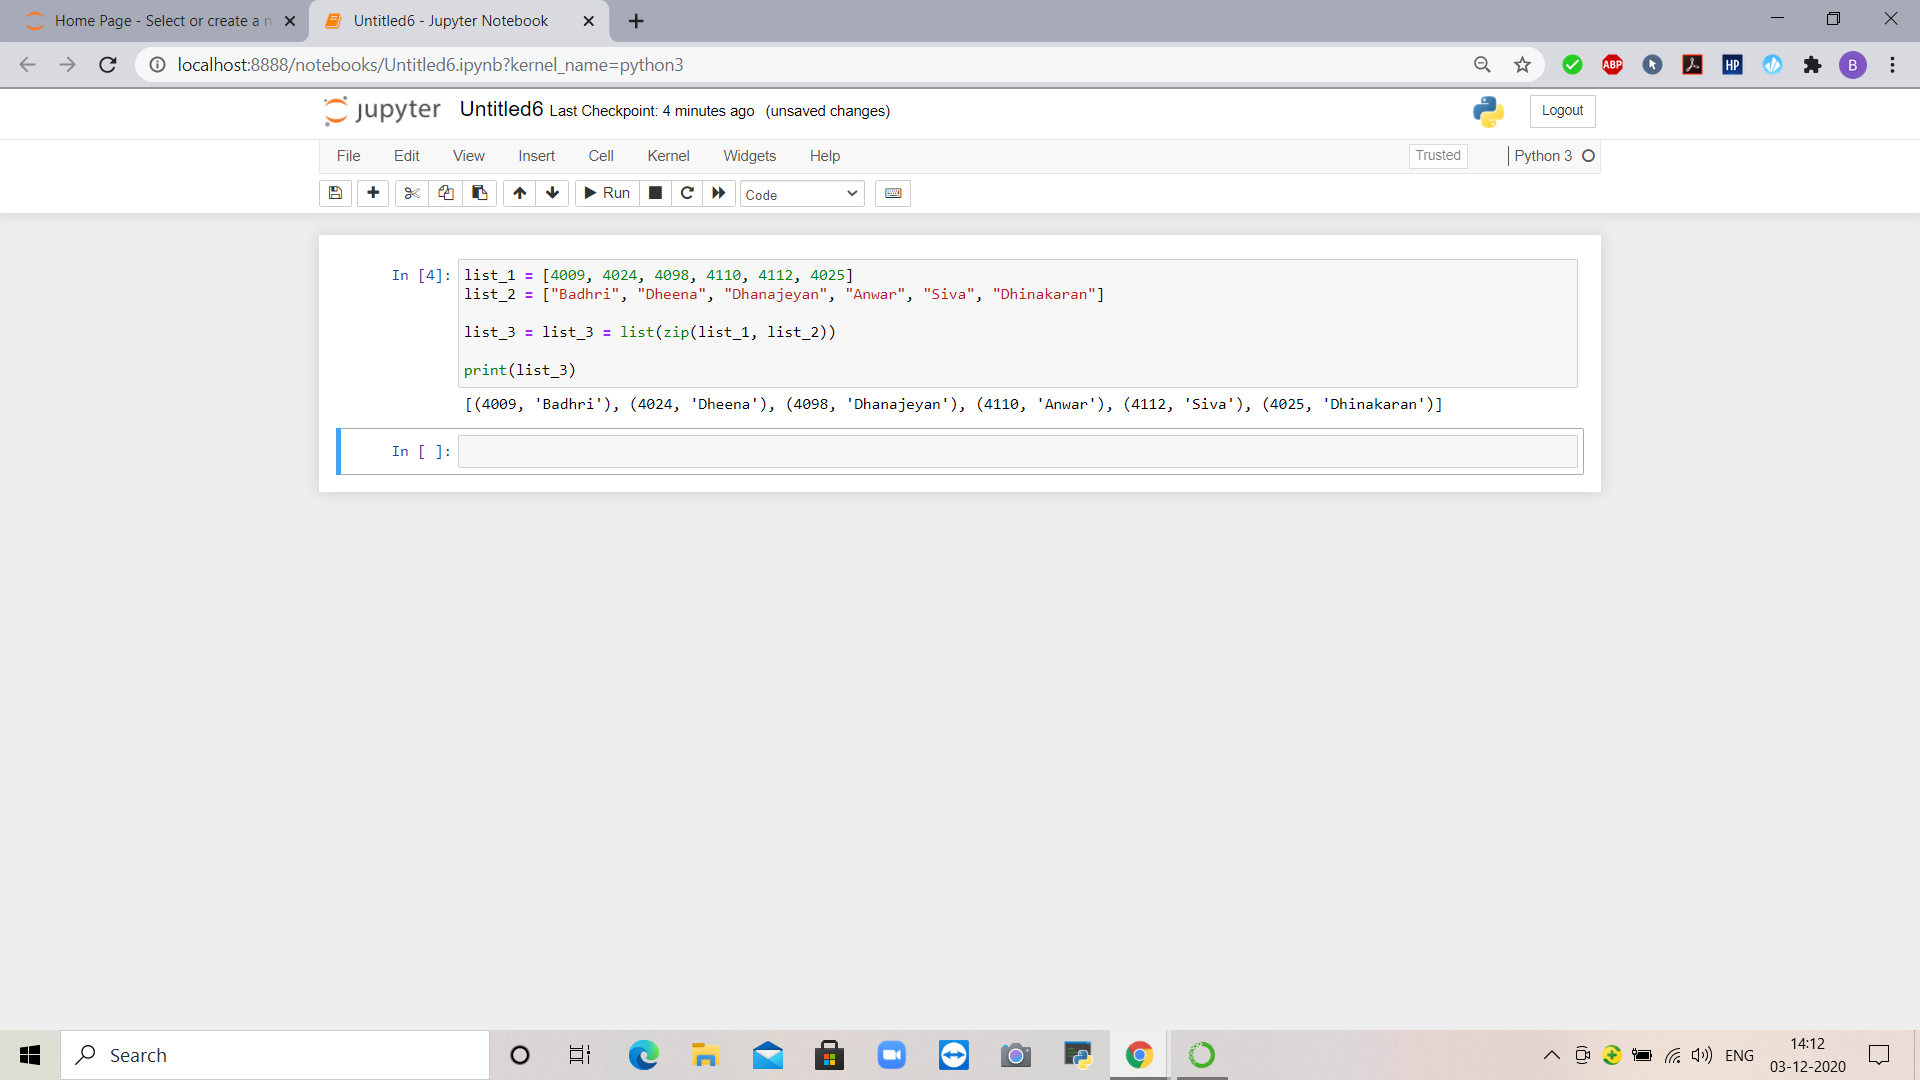 Home Page - Select or create a n
Untitled6 - Jupyter Notebook
localhost:8888/notebooks/Untitled6.ipynb?kernel_name=python3
ABP
HP
B
jupyter Untitled6 Last Checkpoint: 4 minutes ago (unsaved changes)
Logout
File Edit View Insert Cell Kernel Widgets Help
Trusted
Python 3
Run
Code
In [4]:
list_1 = [4009, 4024, 4098, 4110, 4112, 4025]
list_2 = ["Badhri", "Dheena", "Dhanajeyan", "Anwar", "Siva", "Dhinakaran"]
list_3 = list_3 = list(zip(list_1, list_2))
print(list_3)
[(4009, 'Badhri'), (4024, 'Dheena'), (4098, 'Dhanajeyan'), (4110, 'Anwar'), (4112, 'Siva'), (4025, 'Dhinakaran')]
In [ ]:
Search
ENG
14:12
03-12-2020